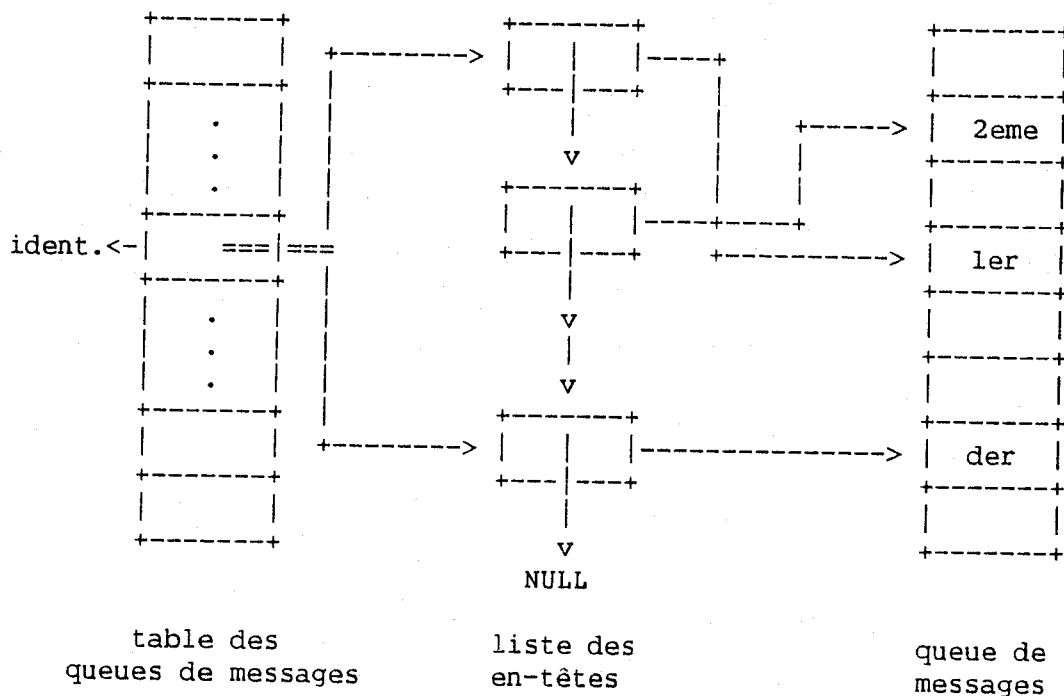 2eme
ident.
=== ===
1er
der
NULL
table des
queues de messages
liste des
en-têtes
queue de
messages